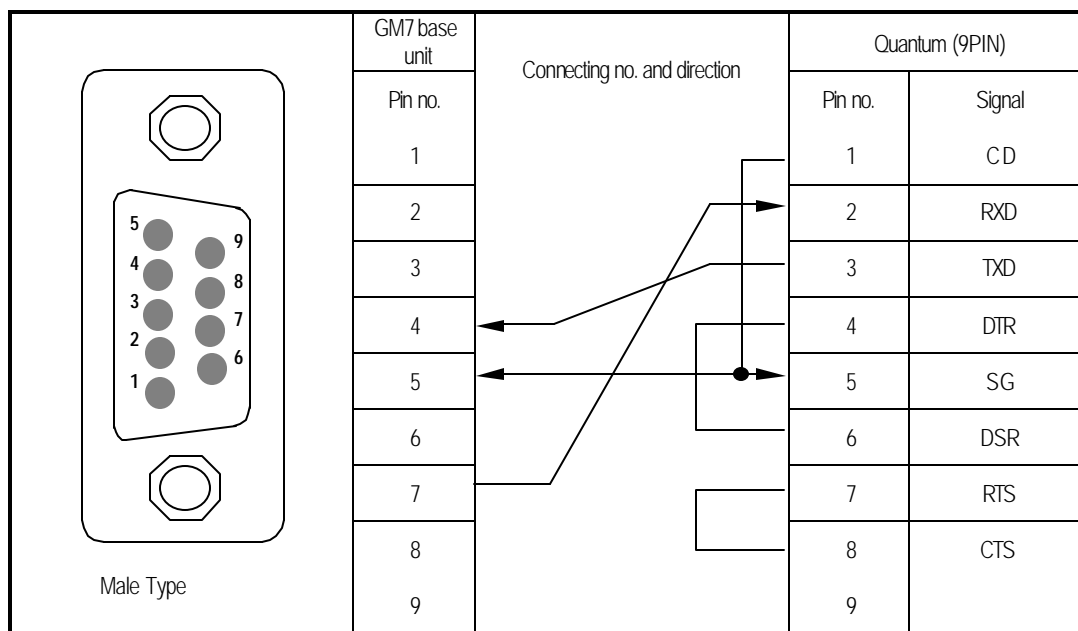 GM7 base
unit
Connecting no. and direction
Quantum (9PIN)
Pin no.
Pin no. Signal
1 1 CD
2 2 RXD
3 3 TXD
4 4 DTR
5 5 SG
6 6 DSR
7 7 RTS
8 8 CTS
9 9
5
9
4
8
3
7
2
6
1
Male Type